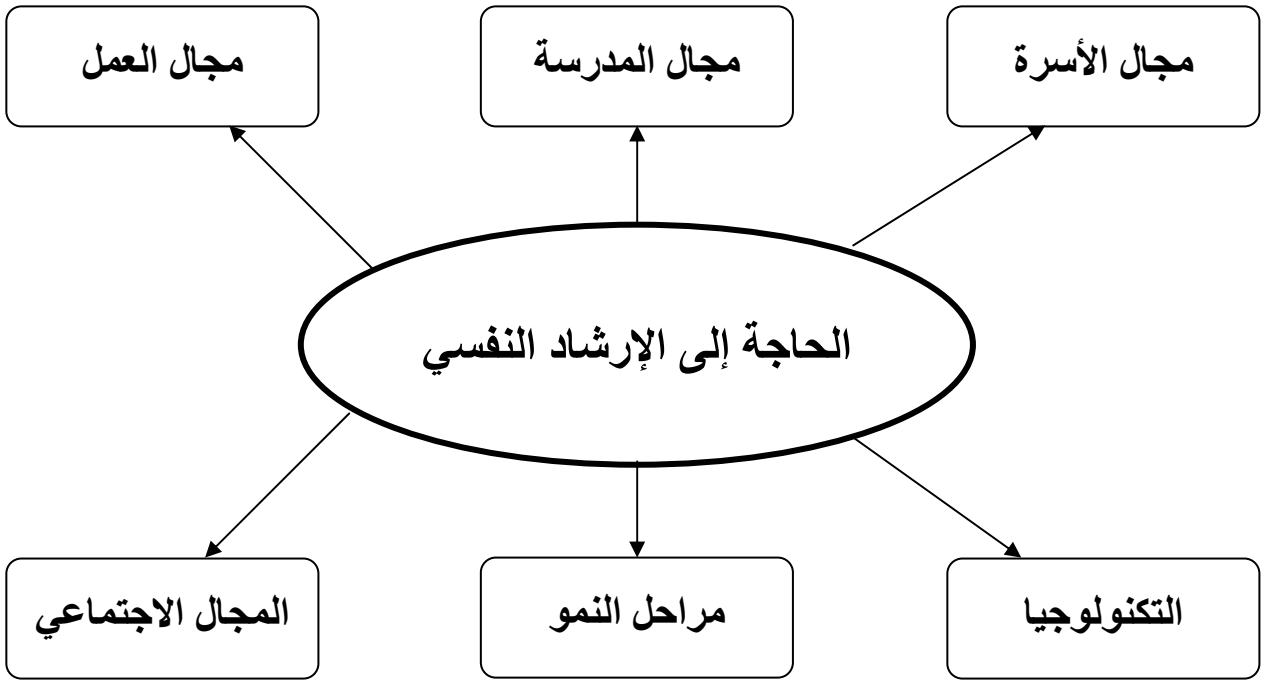 مجال الأسرة
مجال المدرسة
مجال العمل
الحاجة إلى الإرشاد النفسي
التكنولوجيا
مراحل النمو
المجال الاجتماعي